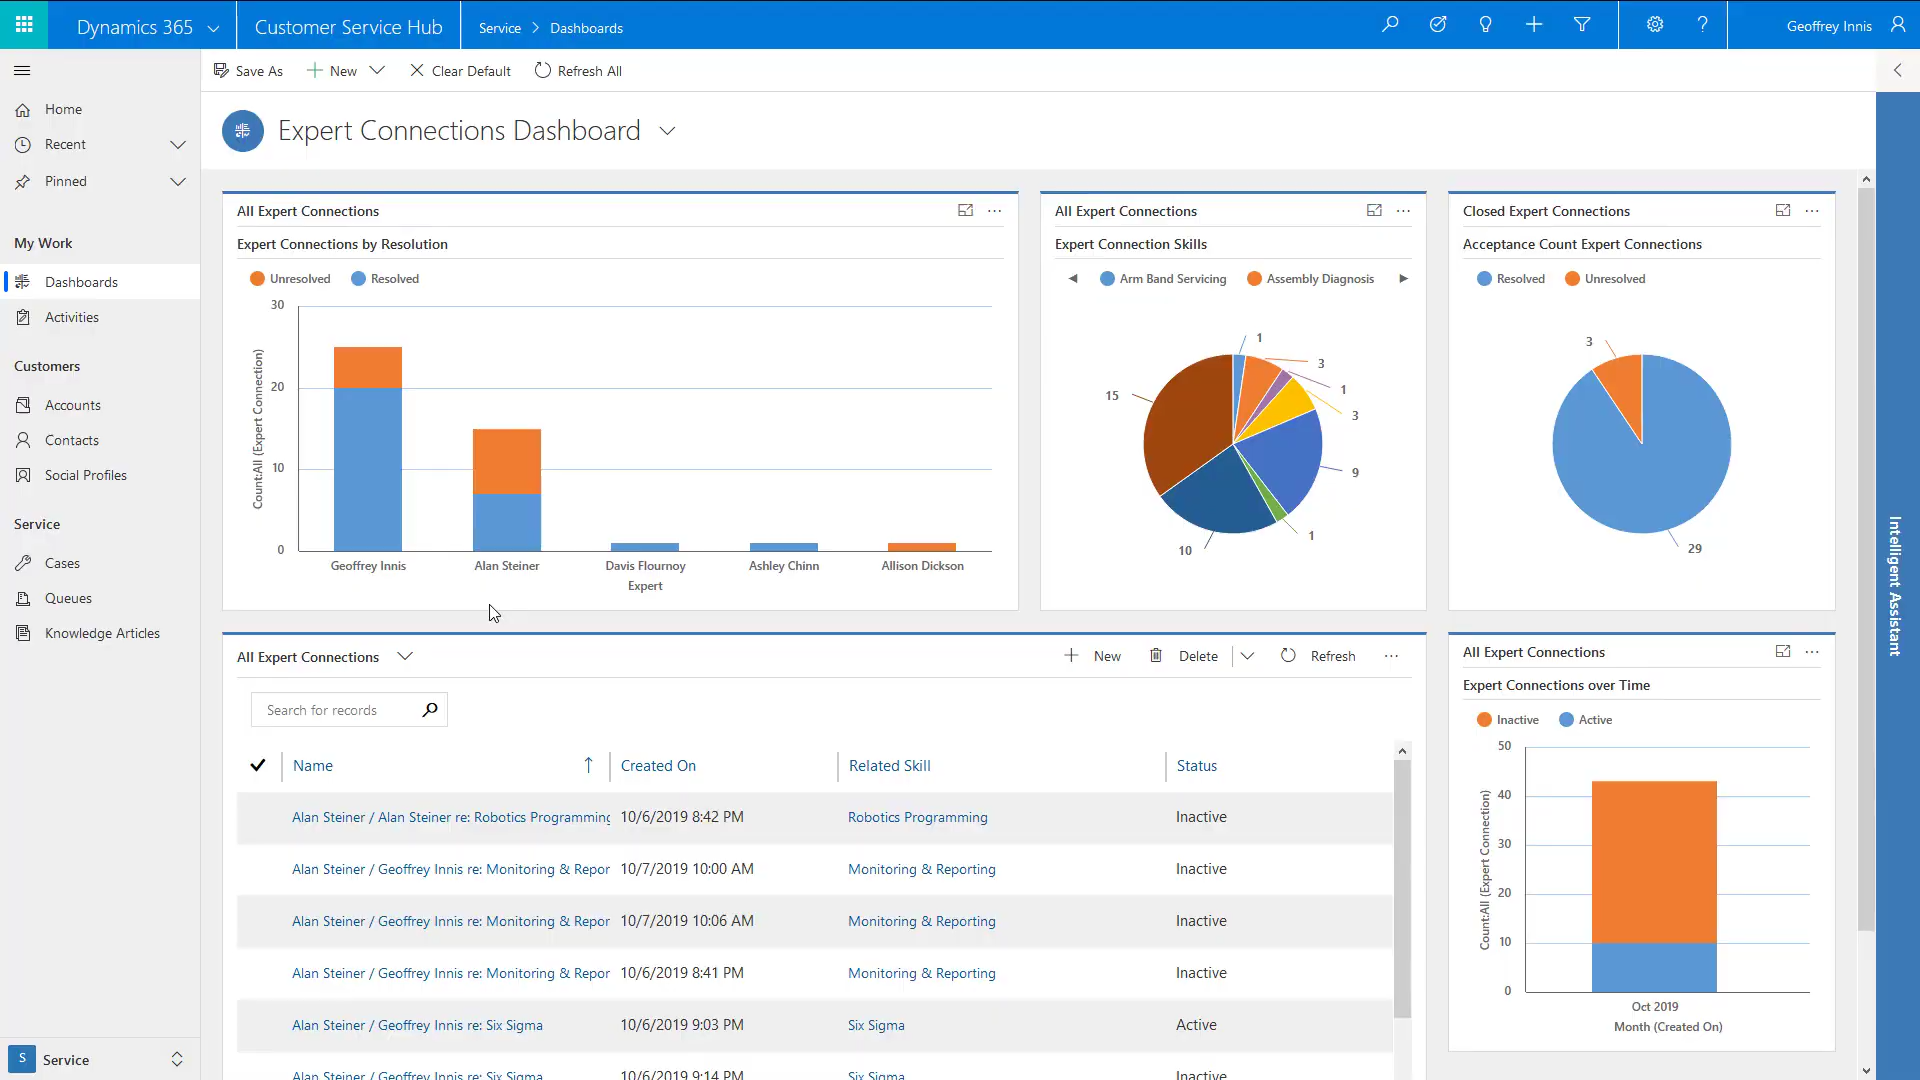 Dynamics 365
Customer Service Hub
Service > Dashboards
Geoffrey Innis
Save As
New
Clear Default
Refresh All
Home
Recent
Pinned
My Work
Dashboards
Activities
Customers
Accounts
Contacts
Social Profiles
Service
Cases
Queues
Knowledge Articles
S Service
Expert Connections Dashboard
All Expert Connections
Expert Connections by Resolution
Unresolved Resolved
Count:All (Expert Connection)
30
20
10
0
Geoffrey Innis Alan Steiner Davis Flournoy Ashley Chinn Allison Dickson
Expert
All Expert Connections
Expert Connection Skills
Arm Band Servicing Assembly Diagnosis
1
3
1
3
9
1
10
15
Closed Expert Connections
Acceptance Count Expert Connections
Resolved Unresolved
3
29
Intelligent Assistant
All Expert Connections
New Delete Refresh
Search for records
Name Created On Related Skill Status
Alan Steiner / Alan Steiner re: Robotics Programming 10/6/2019 8:42 PM Robotics Programming Inactive
Alan Steiner / Geoffrey Innis re: Monitoring & Repor 10/7/2019 10:00 AM Monitoring & Reporting Inactive
Alan Steiner / Geoffrey Innis re: Monitoring & Repor 10/7/2019 10:06 AM Monitoring & Reporting Inactive
Alan Steiner / Geoffrey Innis re: Monitoring & Repor 10/6/2019 8:41 PM Monitoring & Reporting Inactive
Alan Steiner / Geoffrey Innis re: Six Sigma 10/6/2019 9:03 PM Six Sigma Active
Alan Steiner / Geoffrey Innis re: Six Sigma 10/6/2019 9:14 PM Six Sigma Inactive
All Expert Connections
Expert Connections over Time
Inactive Active
Count:All (Expert Connection)
50
40
30
20
10
0
Oct 2019
Month (Created On)